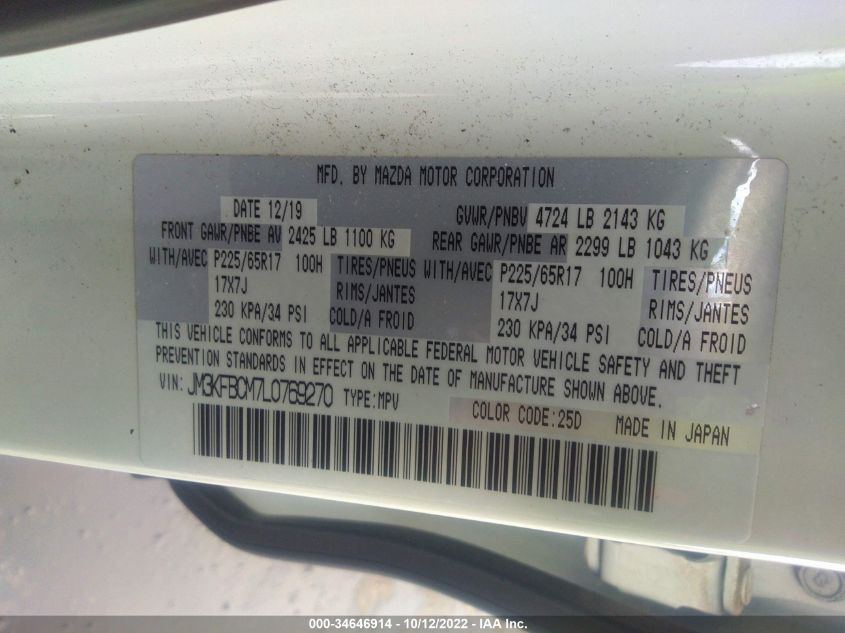 MFD. BY MAZDA MOTOR CORPORATION
DATE 12/19 GVWR/PNBV 4724 LB 2143 KG
FRONT GAWR/PNBE AV 2425 LB 1100 KG REAR GAWR/PNBE AR 2299 LB 1043 KG
WITH/AVEC P225/65R17 100H TIRES/PNEUS WITH/AVEC P225/65R17 100H TIRES/PNEUS
17X7J RIMS/JANTES 17X7J RIMS/JANTES
230 KPA/34 PSI COLD/A FROID 230 KPA/34 PSI COLD/A FROID
THIS VEHICLE CONFORMS TO ALL APPLICABLE FEDERAL MOTOR VEHICLE SAFETY AND THEFT
PREVENTION STANDARDS IN EFFECT ON THE DATE OF MANUFACTURE SHOWN ABOVE.
VIN: JM3KFBCM7L0769270 TYPE:MPV
COLOR CODE:25D MADE IN JAPAN
000-34646914 - 10/12/2022 - IAA Inc.